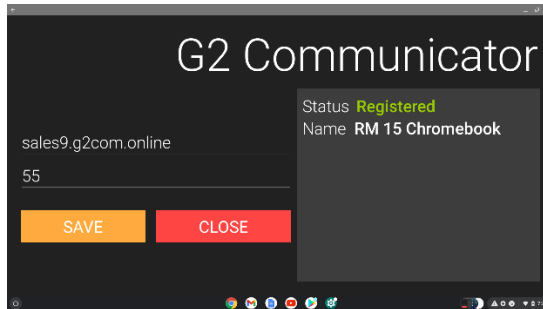 G2 Communicator
Status Registered
Name RM 15 Chromebook
sales9.g2com.online
55
SAVE CLOSE